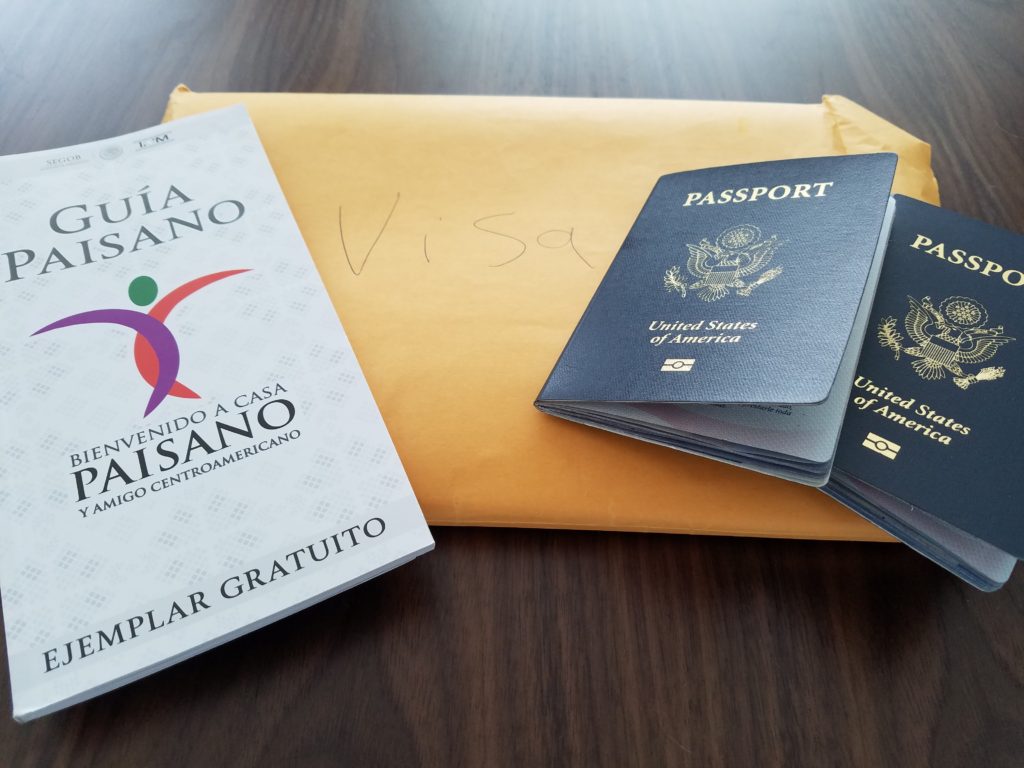 SEGOB
GUÍA
PAISANO
BIENVENIDO A CASA
PAISANO
Y AMIGO CENTROAMERICANO
EJEMPLAR GRATUITO
Visa
PASSPORT
United States
of America
PASSPO
United States
of America